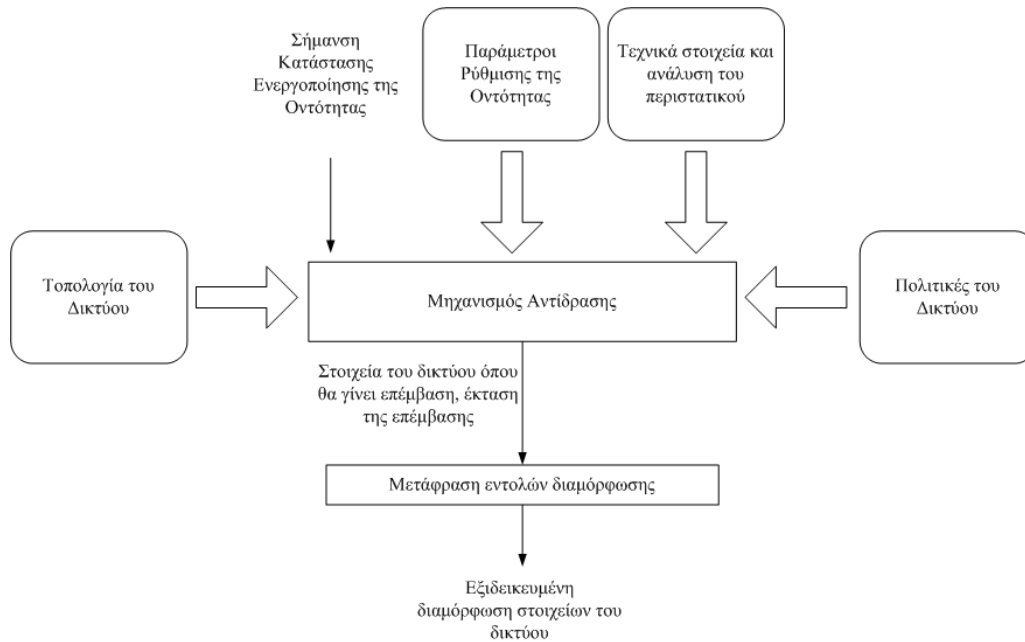 Σήμανση
Κατάστασης
Ενεργοποίησης της
Οντότητας
Παράμετροι
Ρύθμισης της
Οντότητας
Τεχνικά στοιχεία και
ανάλυση του
περιστατικού
Τοπολογία του
Δικτύου
Μηχανισμός Αντίδρασης
Πολιτικές του
Δικτύου
Στοιχεία του δικτύου όπου
θα γίνει επέμβαση, έκταση
της επέμβασης
Μετάφραση εντολών διαμόρφωσης
Εξιδεικευμένη
διαμόρφωση στοιχείων του
δικτύου